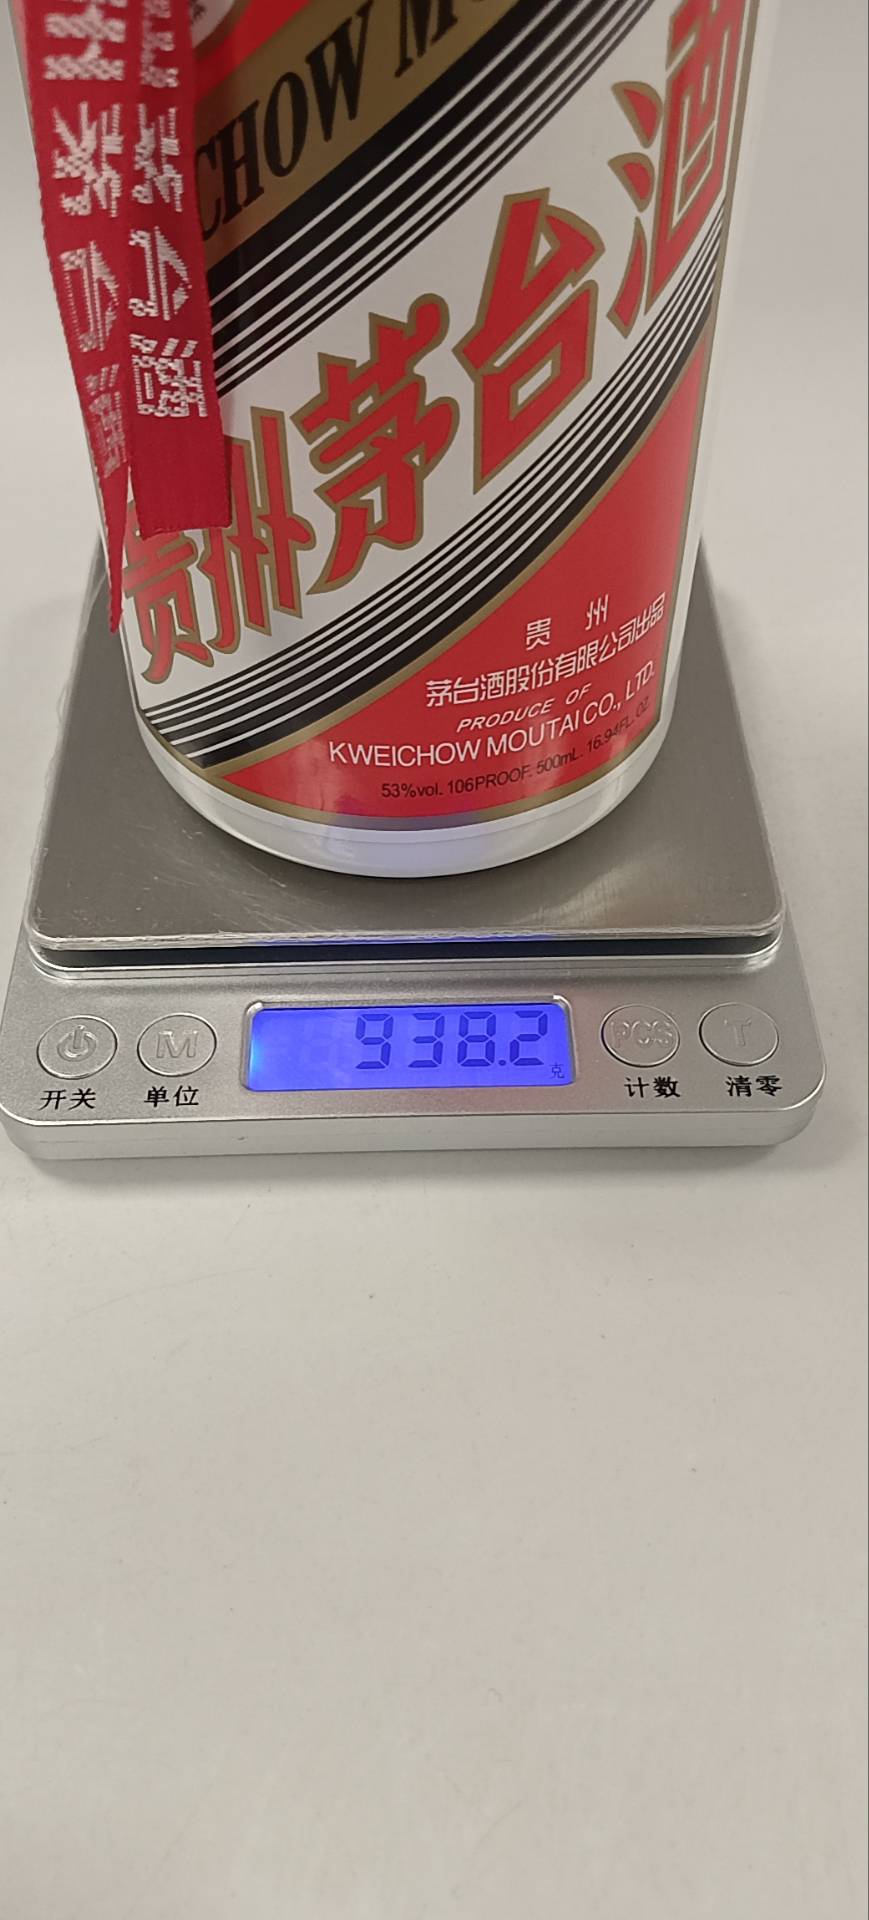 CHOW M
贵州茅台酒
贵 州
茅台酒股份有限公司出品
PRODUCE OF
KWEICHOW MOUTAI CO., LTD.
53%vol. 106PROOF. 500mL. 16.94FL. OZ.
938.2
克
M
PCS
T
开关
单位
计数
清零